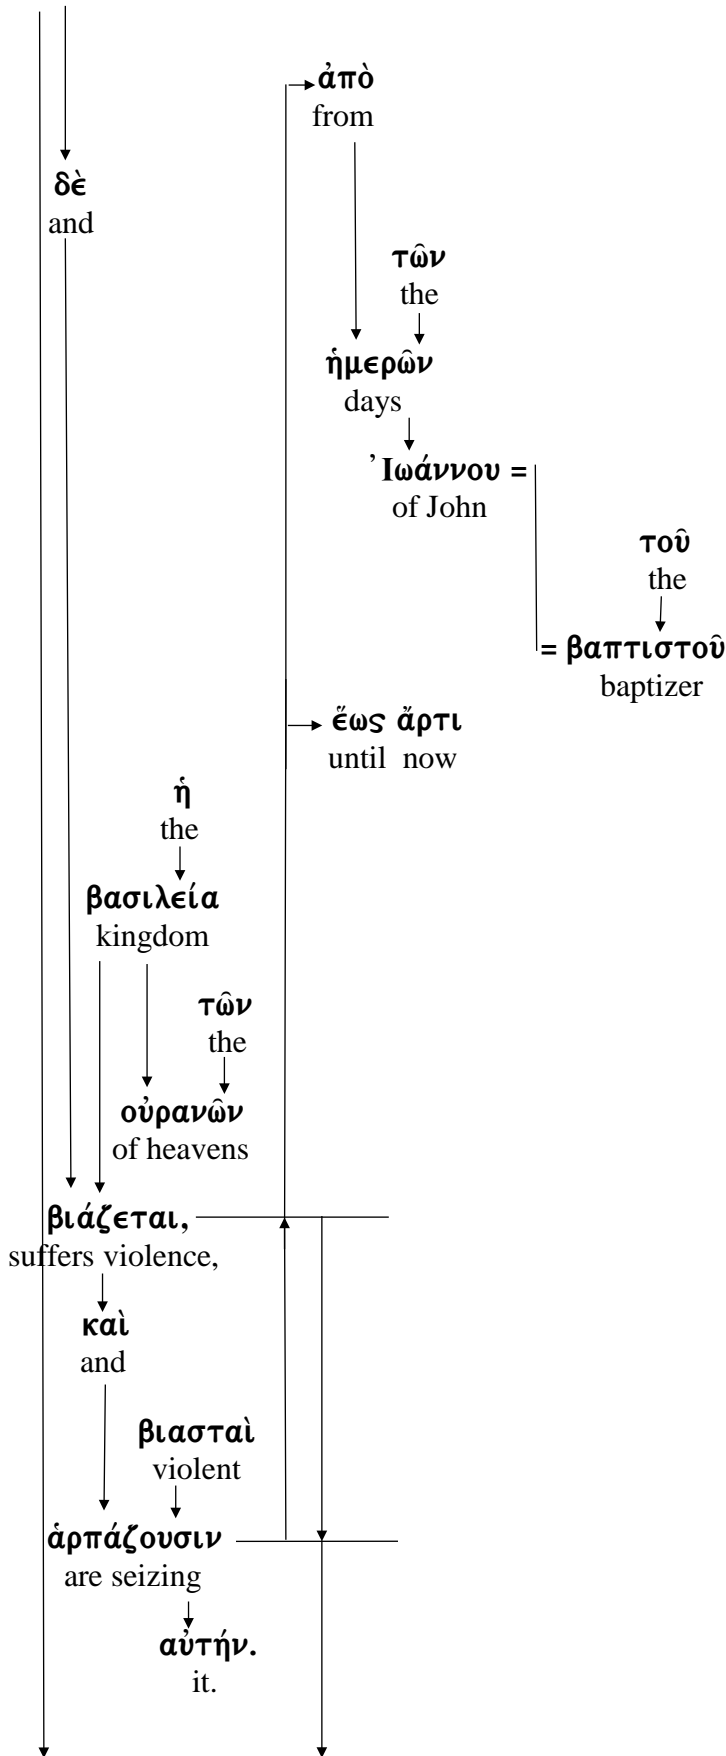 ἀπὸ
from
δὲ
and
τῶν
the
ἡμερῶν
days
Ἰωάννου =
of John
τοῦ
the
= βαπτιστοῦ
baptizer
ἕως ἄρτι
until now
ἡ
the
βασιλεία
kingdom
τῶν
the
οὐρανῶν
of heavens
βιάζεται,
suffers violence,
καὶ
and
βιασταὶ
violent
ἁρπάζουσιν
are seizing
αὐτήν.
it.